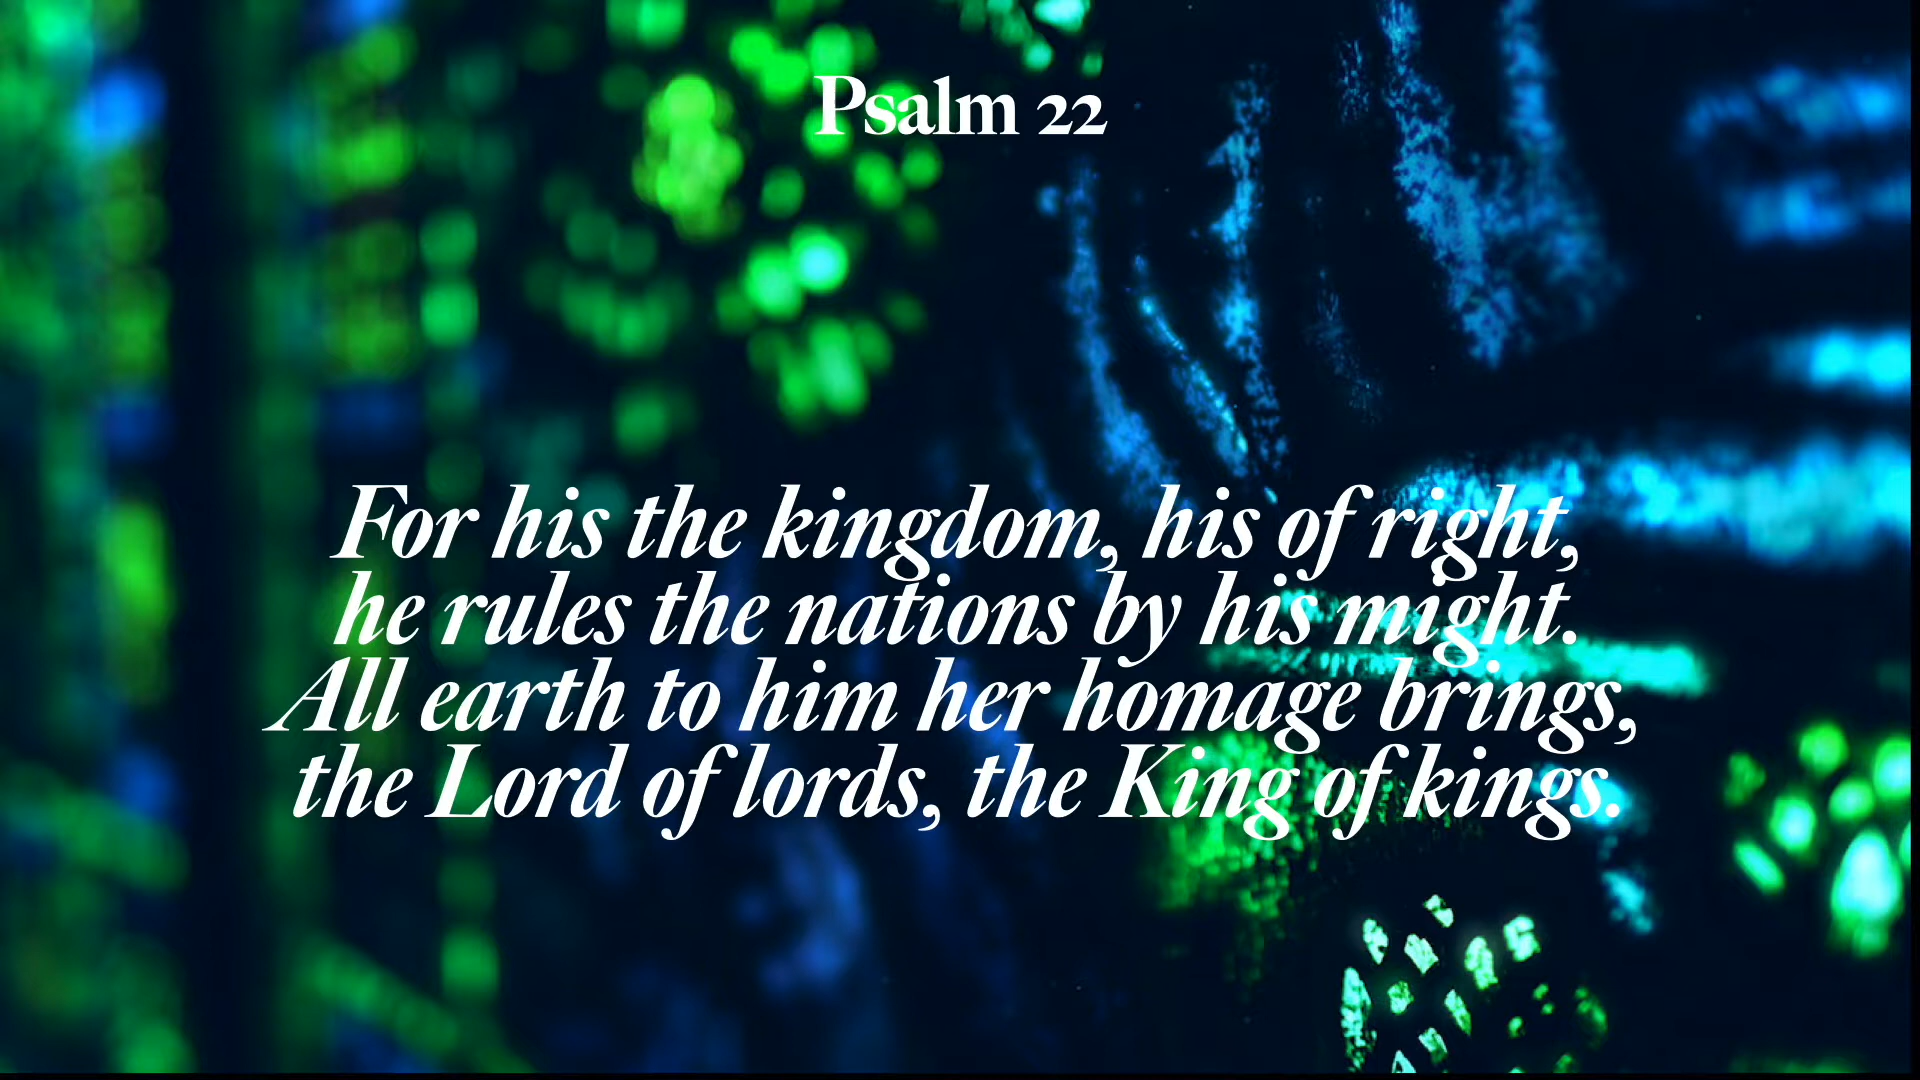 Psalm 22
For his the kingdom, his of right,
he rules the nations by his might.
All earth to him her homage brings,
the Lord of lords, the King of kings.